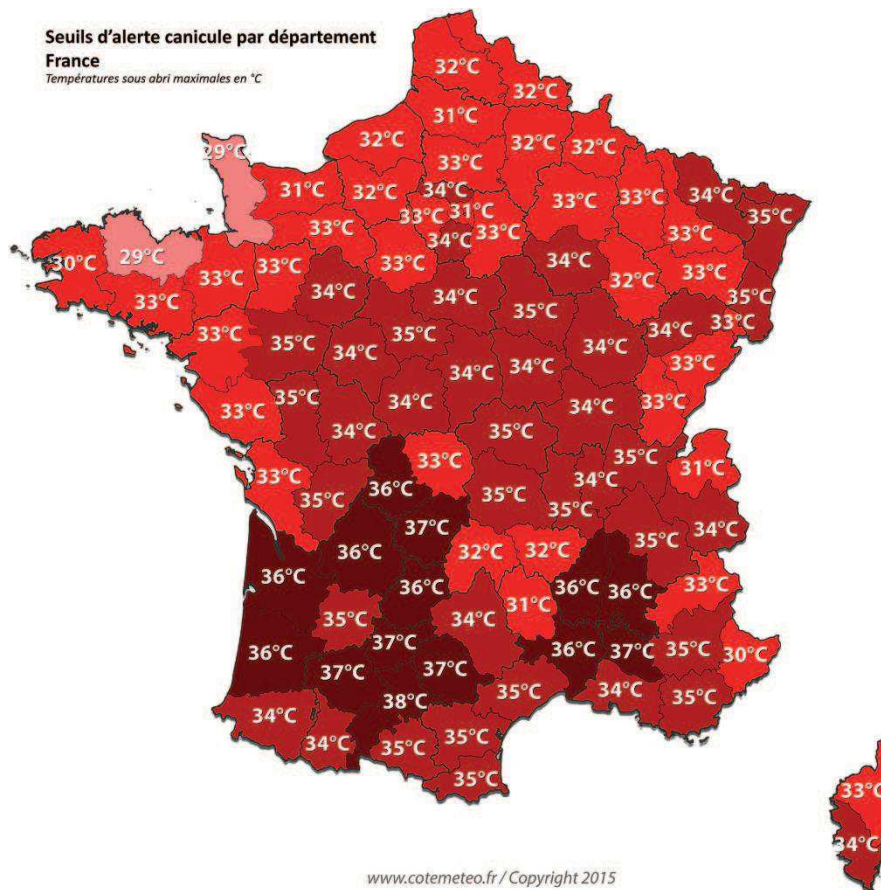 Seuils d'alerte canicule par département
France
Températures sous abri maximales en °C
32°C
32°C
31°C
32°C
32°C
32°C
29°C
33°C
31°C
32°C
34°C
33°C
31°C
33°C
33°C
33°C
34°C
35°C
33°C
33°C
34°C
30°C
29°C
33°C
33°C
33°C
34°C
32°C
33°C
33°C
34°C
34°C
35°C
35°C
33°C
35°C
34°C
35°C
34°C
34°C
33°C
34°C
34°C
33°C
33°C
35°C
34°C
34°C
35°C
34°C
33°C
33°C
35°C
36°C
33°C
35°C
34°C
35°C
35°C
31°C
36°C
36°C
37°C
32°C
32°C
35°C
34°C
36°C
35°C
36°C
34°C
31°C
36°C
36°C
33°C
37°C
37°C
37°C
38°C
36°C
37°C
35°C
30°C
34°C
34°C
35°C
35°C
35°C
35°C
34°C
35°C
33°C
34°C
www.cotemeteo.fr / Copyright 2015